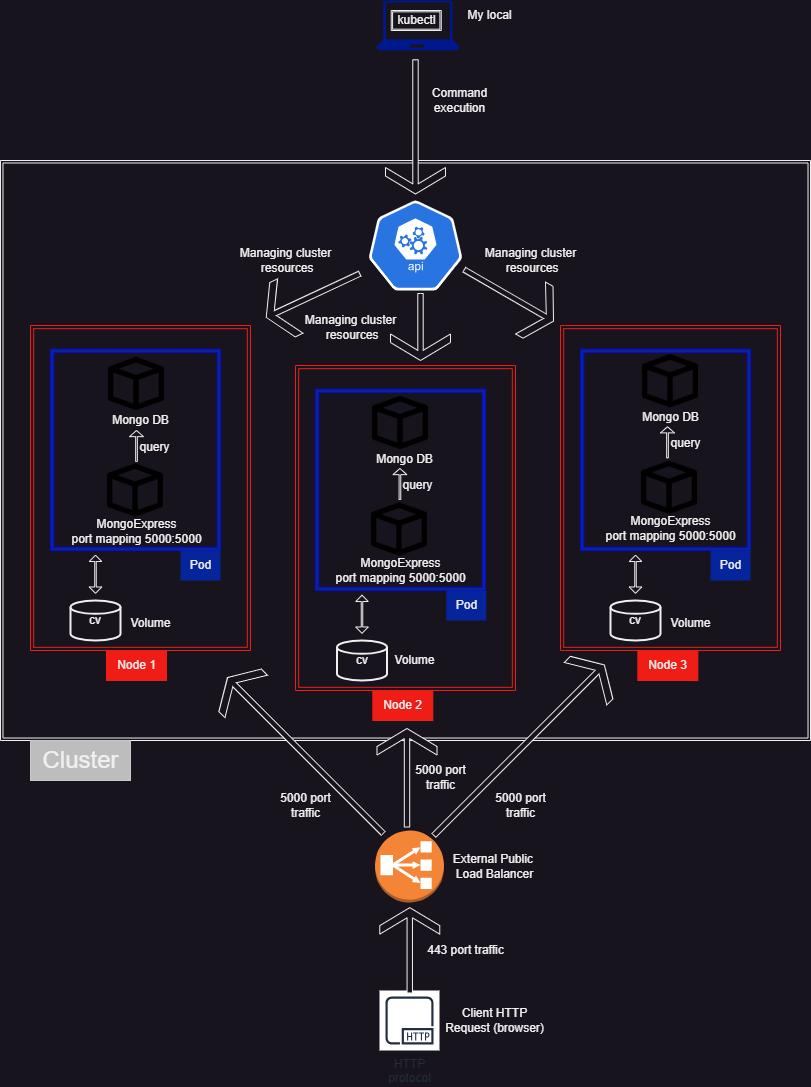 kubectl
My local
Command
execution
api
Managing cluster
resources
Managing cluster
resources
Managing cluster
resources
Mongo DB
query
MongoExpress
port mapping 5000:5000
Pod
cv
Volume
Node 1
Mongo DB
query
MongoExpress
port mapping 5000:5000
Pod
cv
Volume
Node 2
Mongo DB
query
MongoExpress
port mapping 5000:5000
Pod
cv
Volume
Node 3
Cluster
5000 port
traffic
5000 port
traffic
5000 port
traffic
External Public
Load Balancer
443 port traffic
HTTP
Client HTTP
Request (browser)
HTTP
protocol